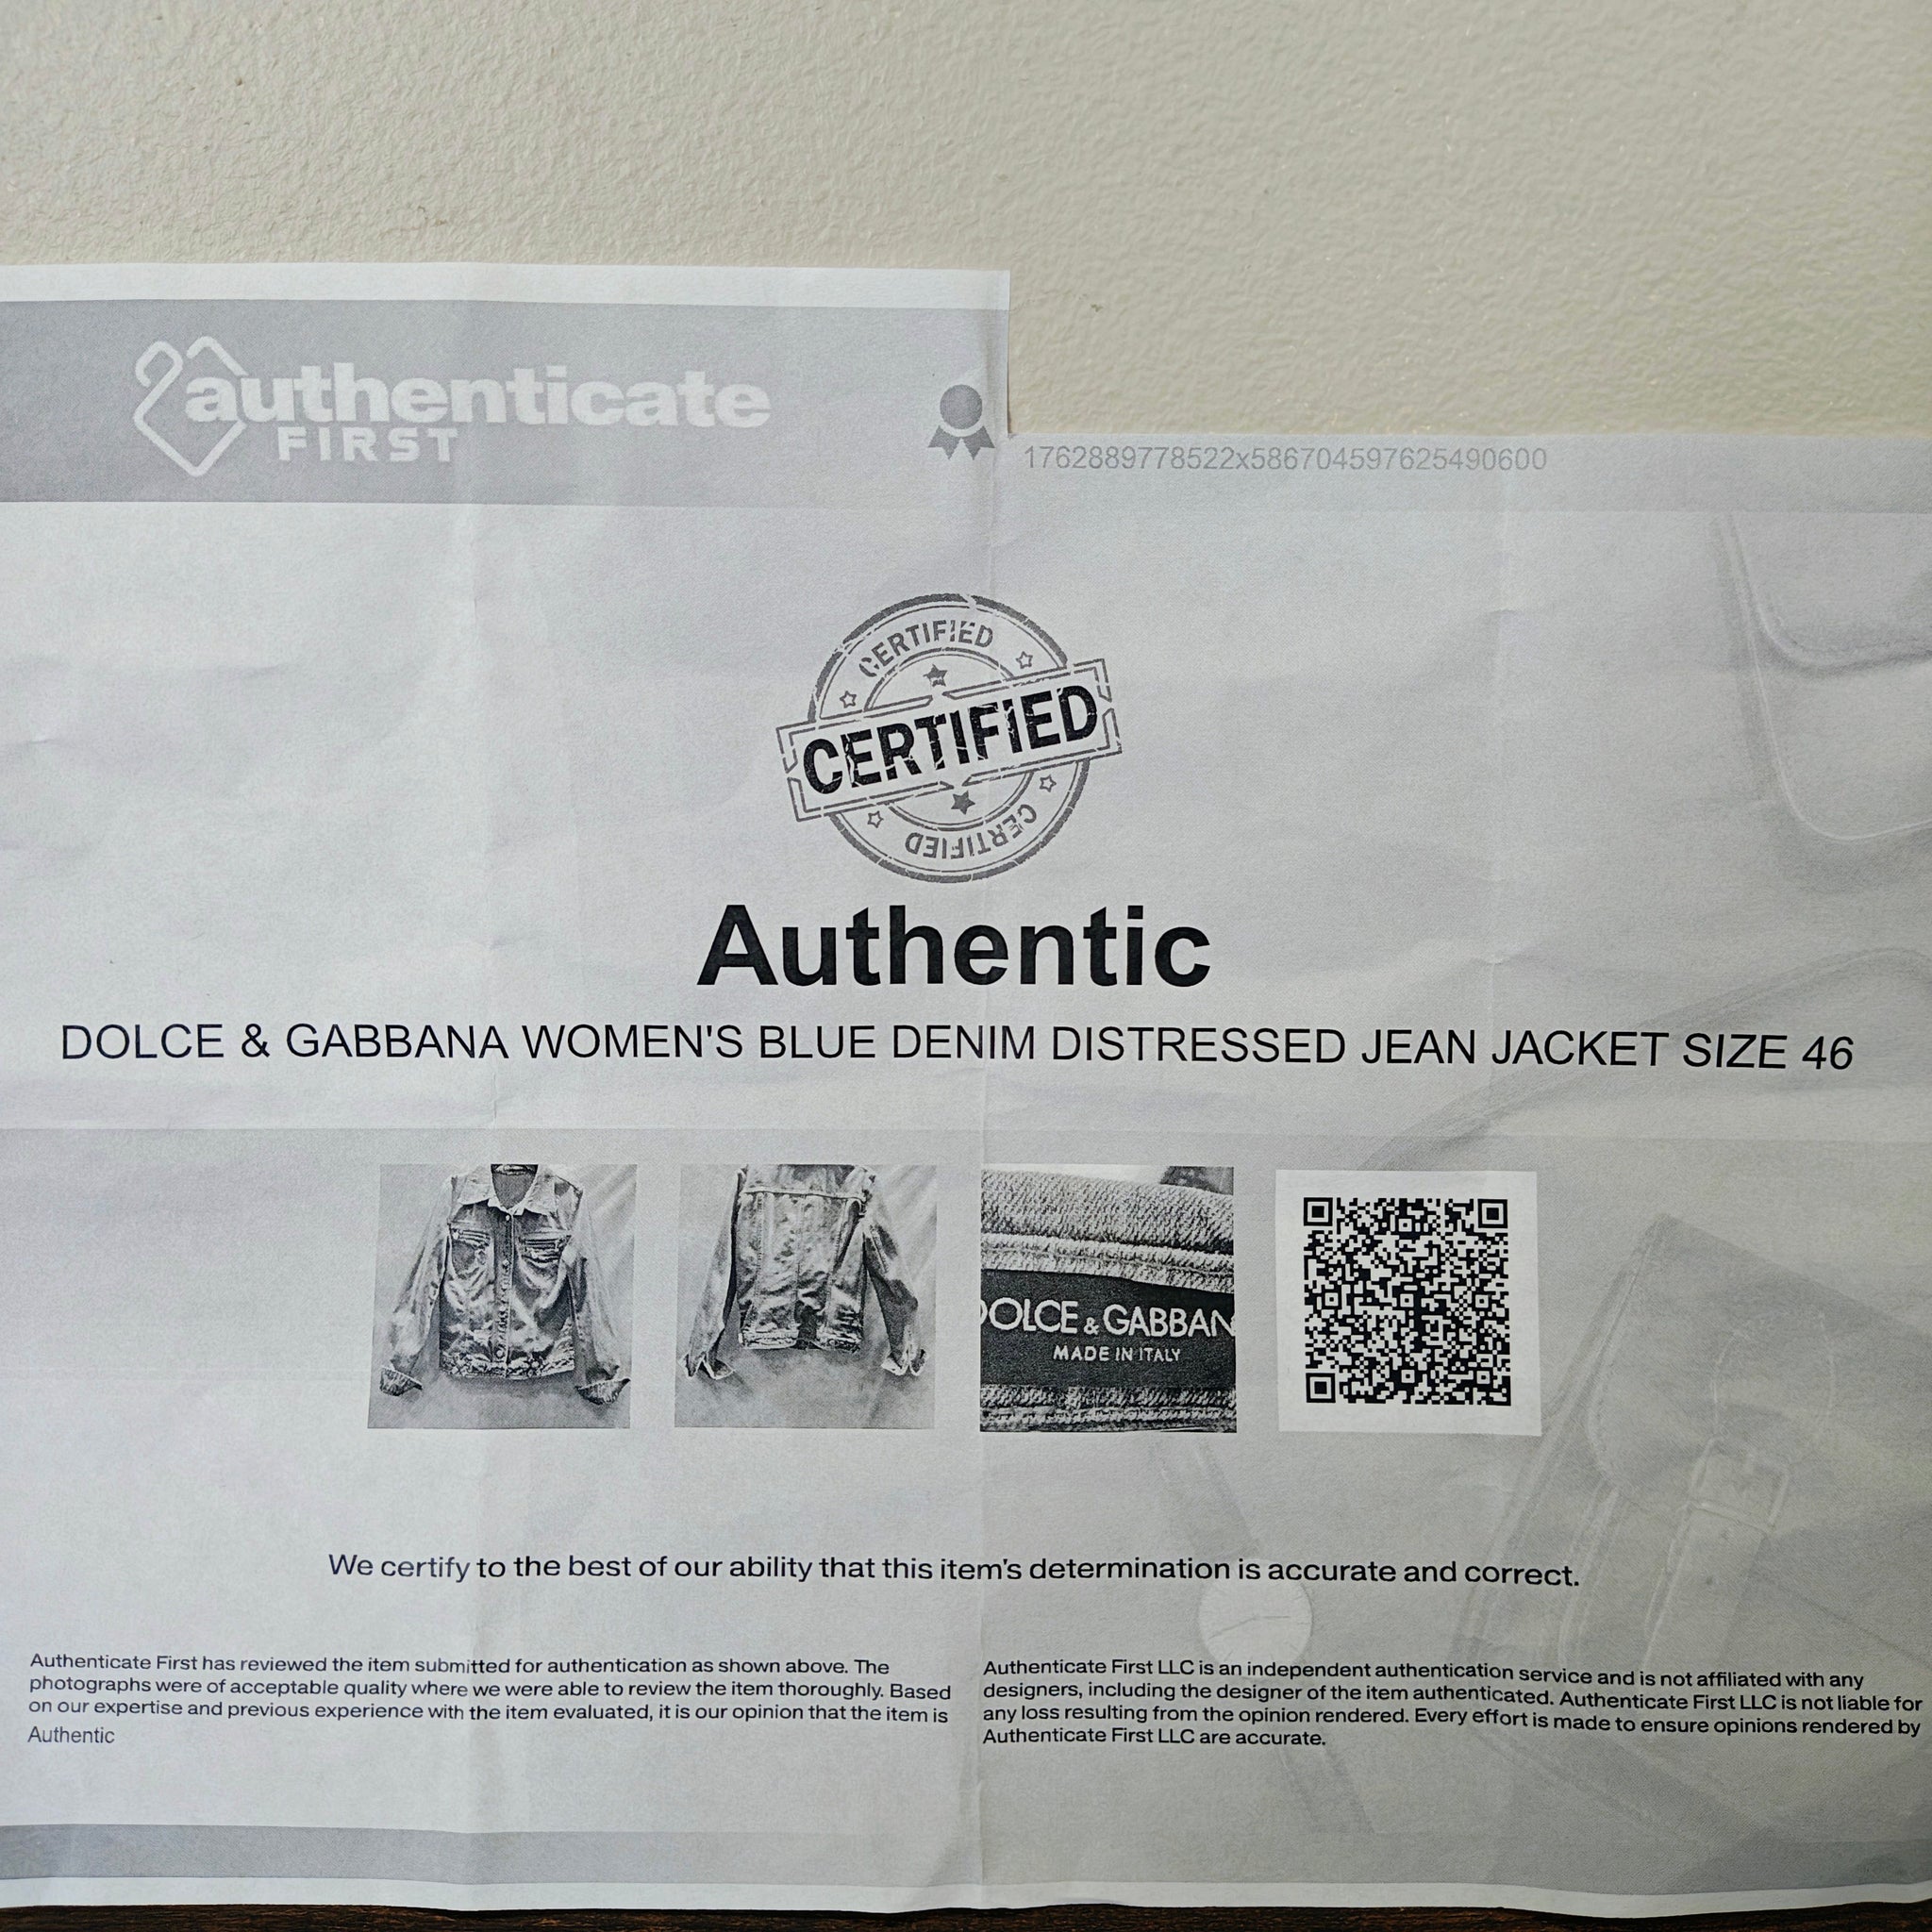 authenticate
FIRST
1762889778522x586704597625490600
CERTIFIED
CERTIFIED
CERTIFIED
Authentic
DOLCE & GABBANA WOMEN'S BLUE DENIM DISTRESSED JEAN JACKET SIZE 46
DOLCE & GABBAN
MADE IN ITALY
We certify to the best of our ability that this item's determination is accurate and correct.
Authenticate First has reviewed the item submitted for authentication as shown above. The
photographs were of acceptable quality where we were able to review the item thoroughly. Based
on our expertise and previous experience with the item evaluated, it is our opinion that the item is
Authentic
Authenticate First LLC is an independent authentication service and is not affiliated with any
designers, including the designer of the item authenticated. Authenticate First LLC is not liable for
any loss resulting from the opinion rendered. Every effort is made to ensure opinions rendered by
Authenticate First LLC are accurate.